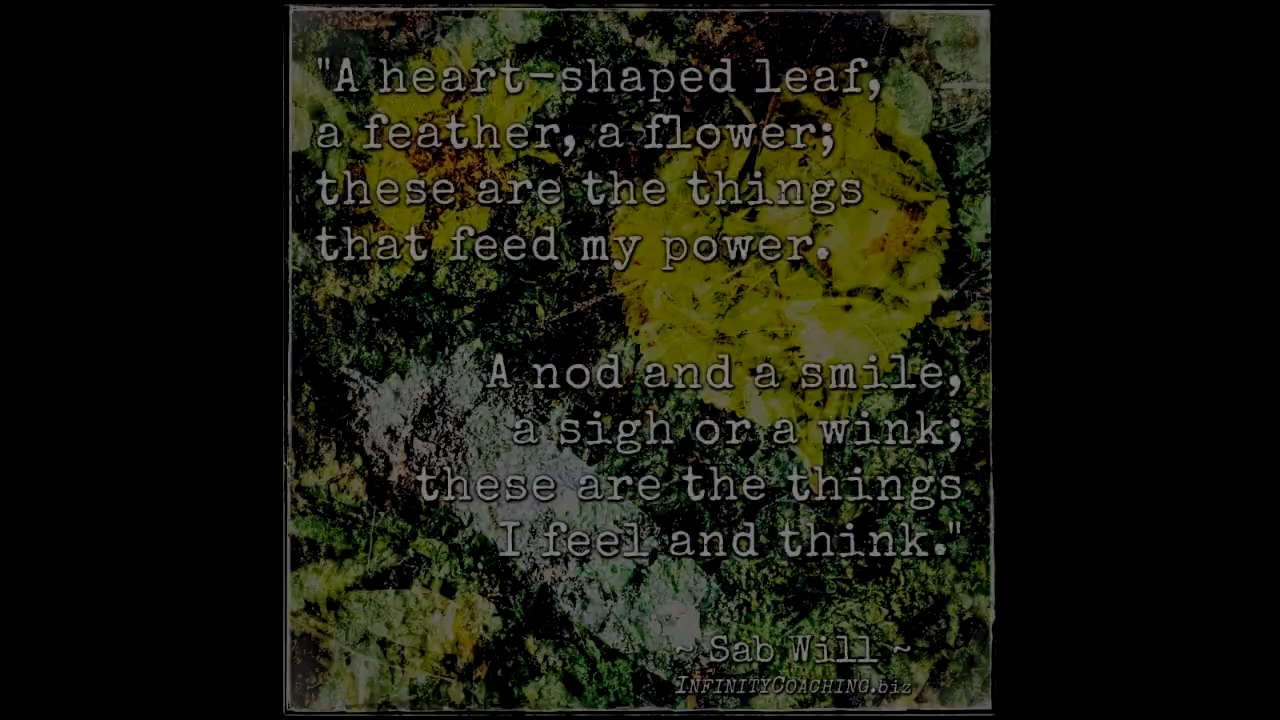 "A heart-shaped leaf,
a feather, a flower;
these are the things
that feed my power.
A nod and a smile,
a sigh or a wink;
these are the things
I feel and think."
~ Sab Will ~
INFINITYCOACHING.biz